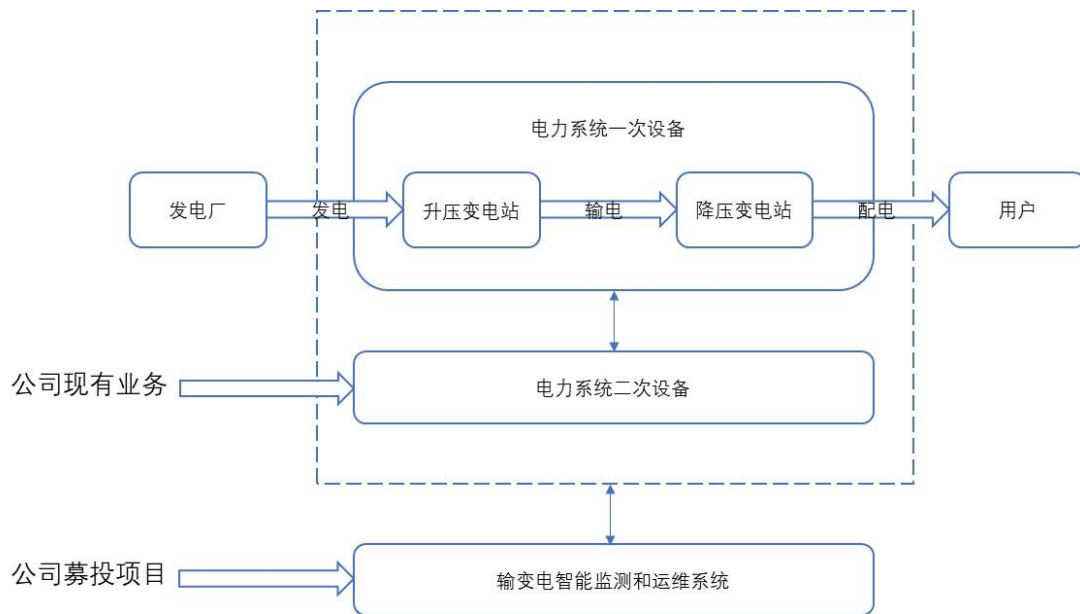 电力系统一次设备
发电厂
发电
升压变电站
输电
降压变电站
配电
用户
公司现有业务
电力系统二次设备
公司募投项目
输变电智能监测和运维系统